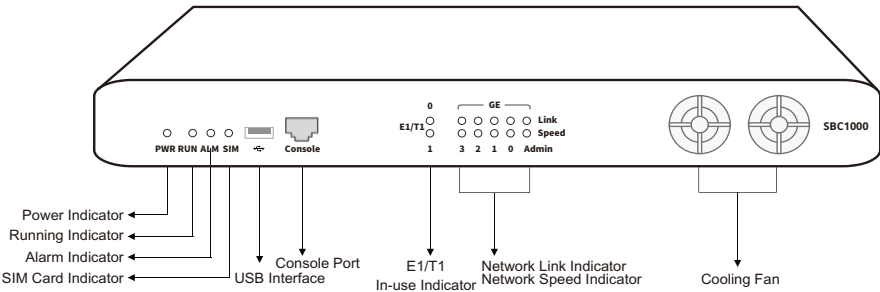 0 GE
Link
E1/T1
Speed
SBC1000
PWR RUN ALM SIM Console 1 3 2 1 0 Admin
Power Indicator
Running Indicator
Alarm Indicator
SIM Card Indicator
USB Interface
Console Port
E1/T1
In-use Indicator
Network Link Indicator
Network Speed Indicator
Cooling Fan